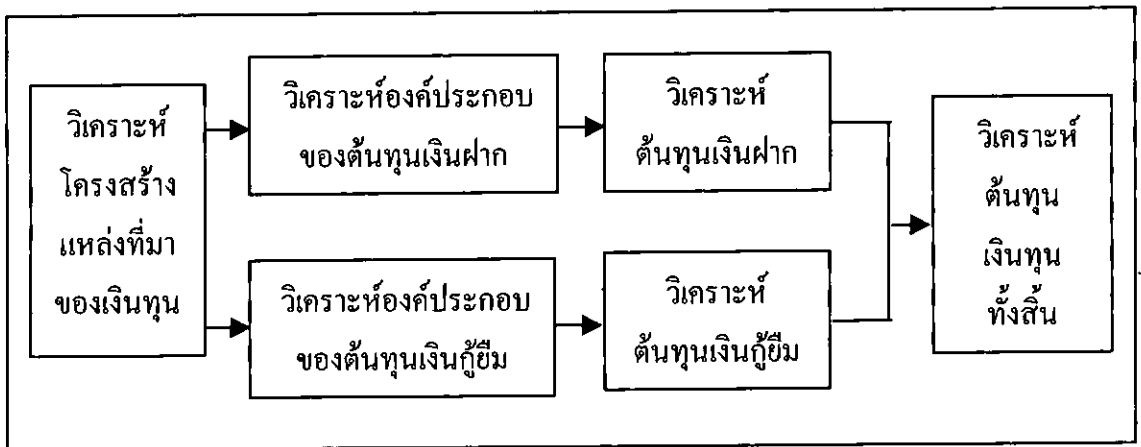 วิเคราะห์
โครงสร้าง
แหล่งที่มา
ของเงินทุน
วิเคราะห์องค์ประกอบ
ของต้นทุนเงินฝาก
วิเคราะห์
ต้นทุนเงินฝาก
วิเคราะห์องค์ประกอบ
ของต้นทุนเงินกู้ยืม
วิเคราะห์
ต้นทุนเงินกู้ยืม
วิเคราะห์
ต้นทุน
เงินทุน
ทั้งสิ้น